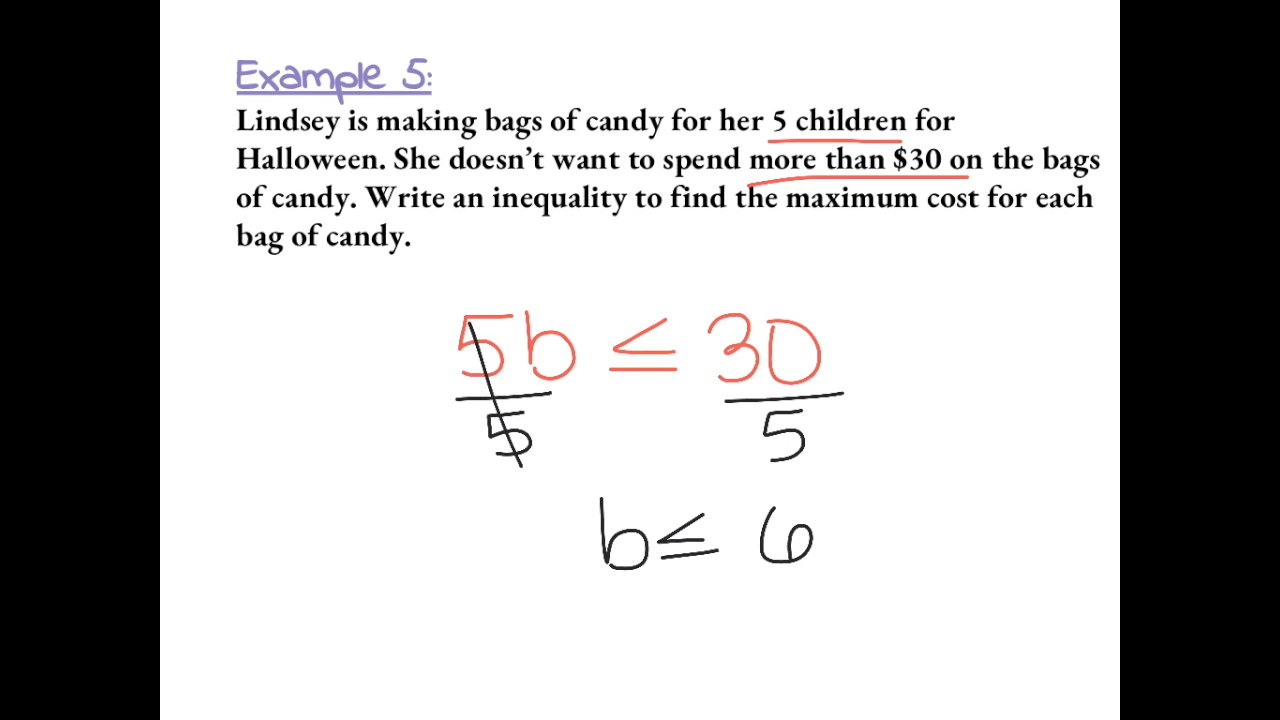 Example 5:
Lindsey is making bags of candy for her 5 children for
Halloween. She doesn't want to spend more than $30 on the bags
of candy. Write an inequality to find the maximum cost for each
bag of candy.
5b ≤ 30
5 5
b ≤ 6